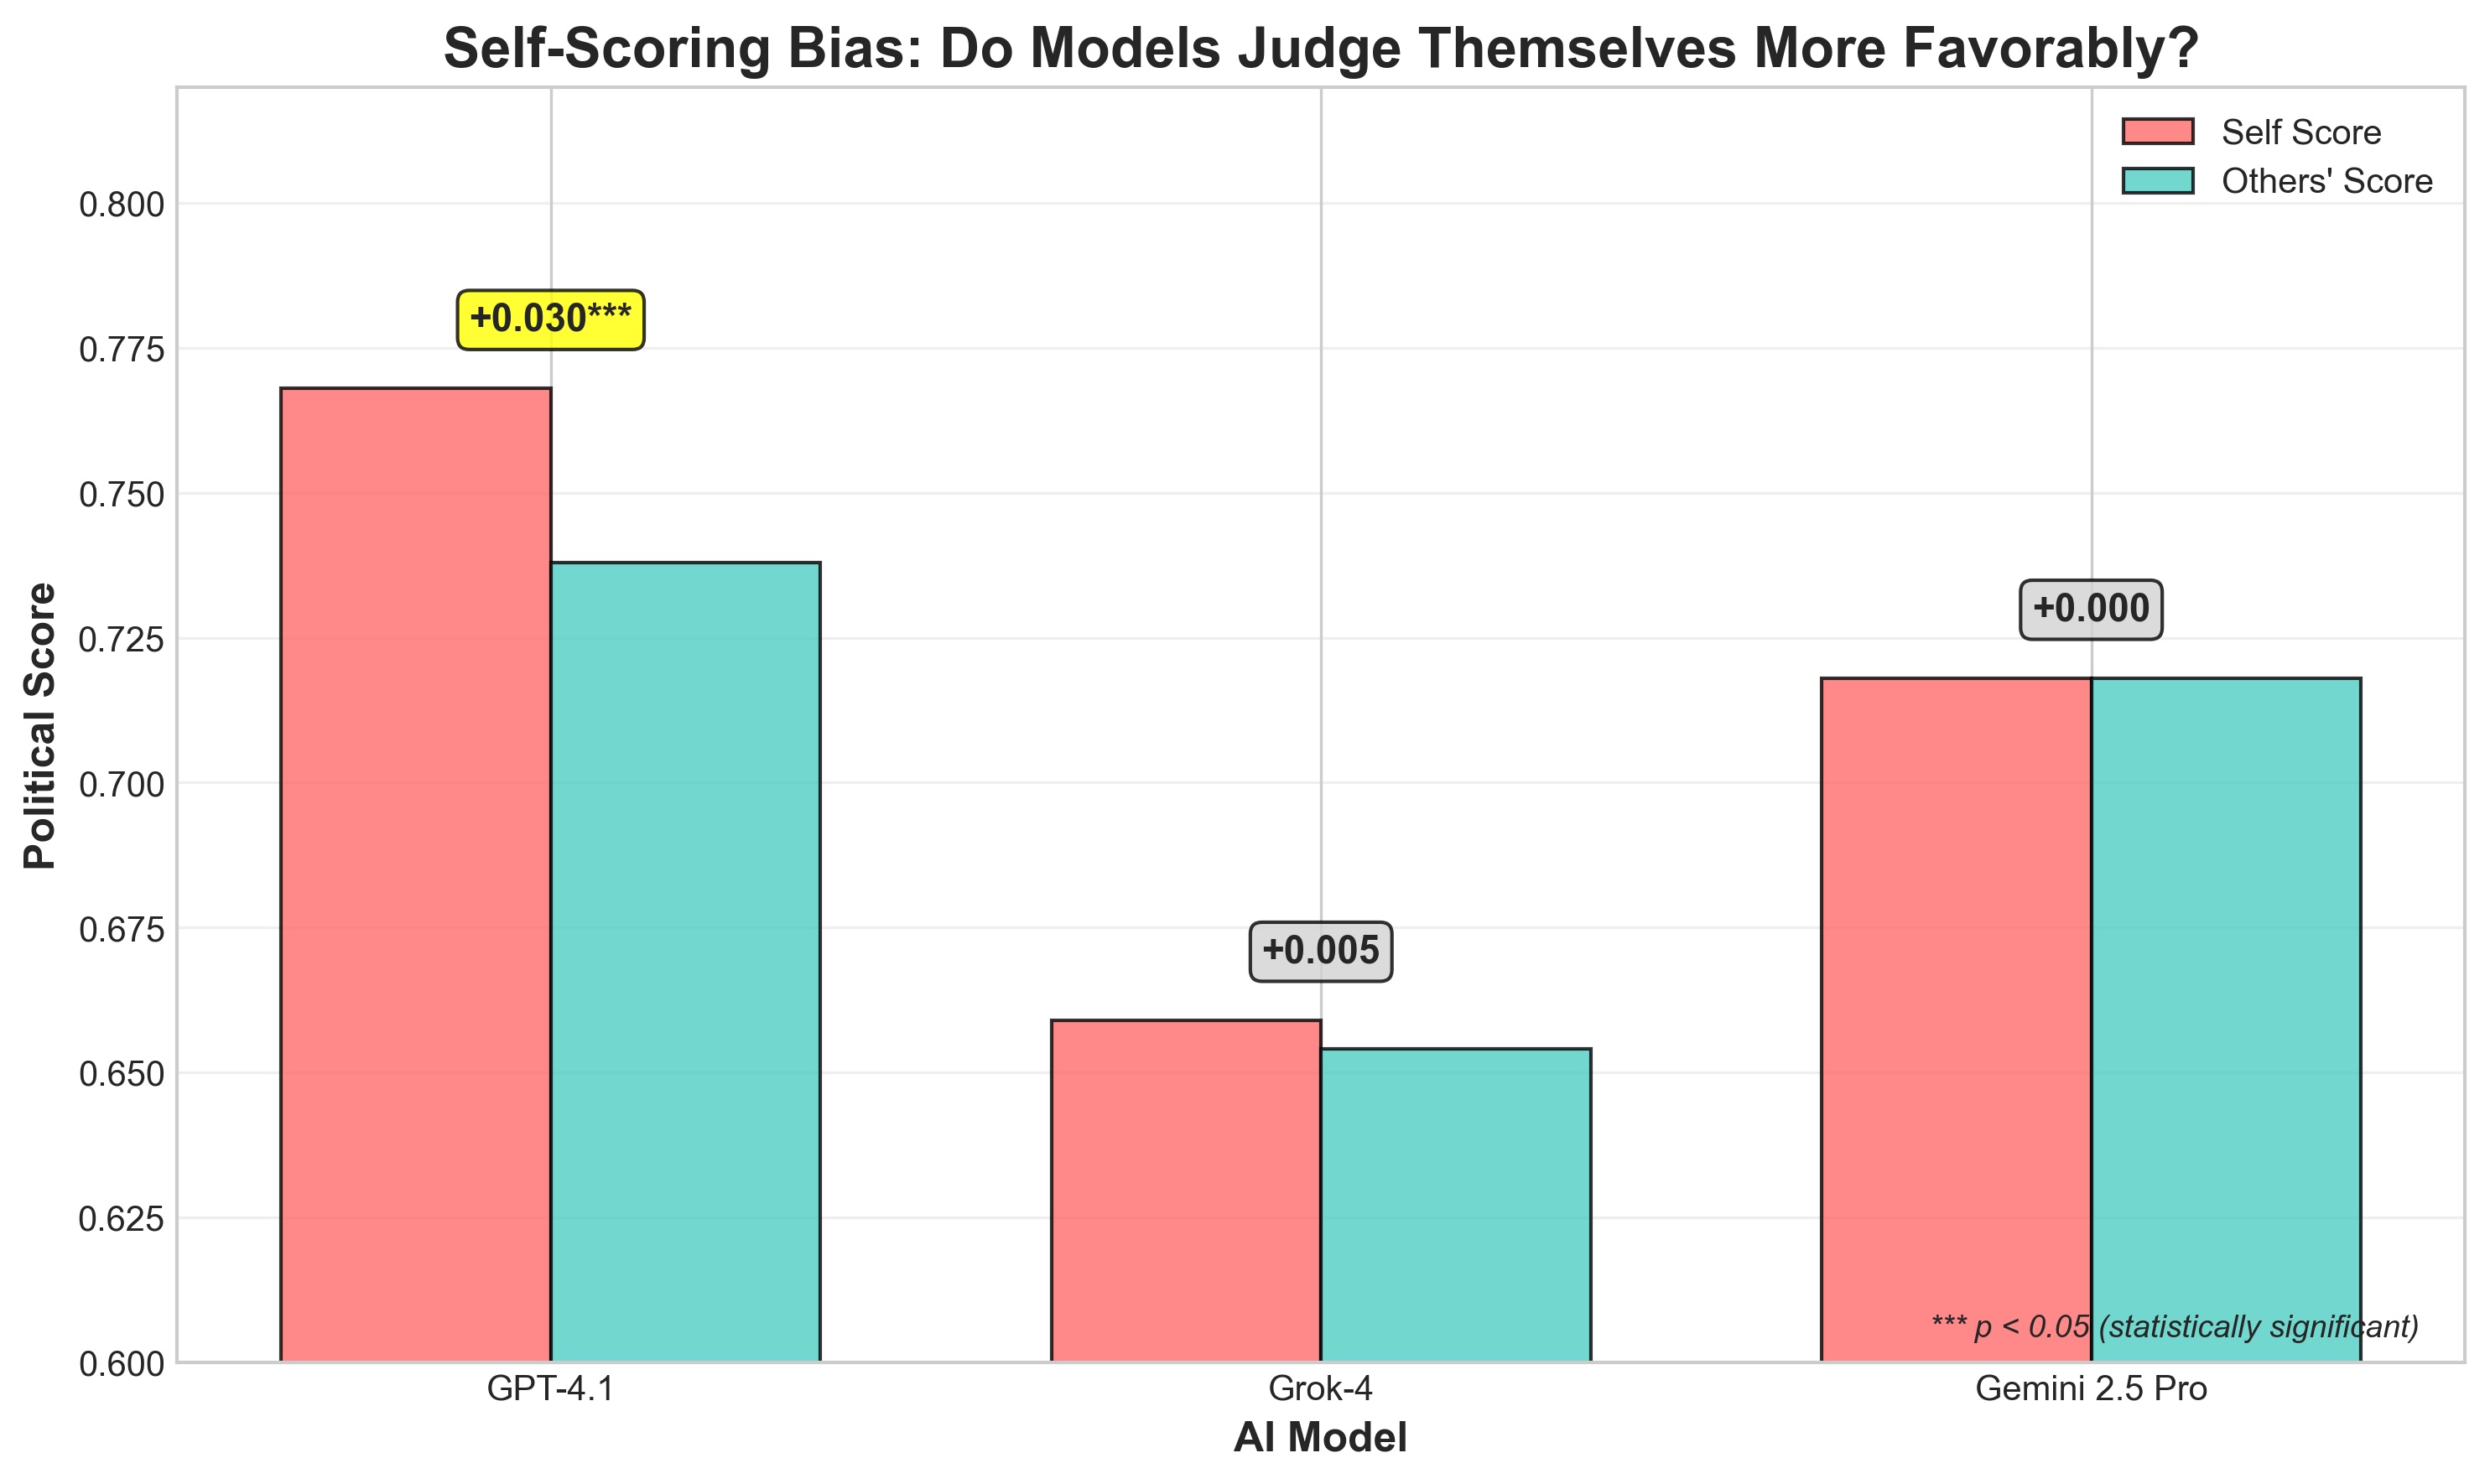 Self-Scoring Bias: Do Models Judge Themselves More Favorably?
Self Score
Others' Score
0.800
+0.030***
0.775
0.750
+0.000
0.725
Political Score
0.700
+0.005
0.675
0.650
0.625
*** p < 0.05 (statistically significant)
0.600
GPT-4.1
Grok-4
Gemini 2.5 Pro
AI Model